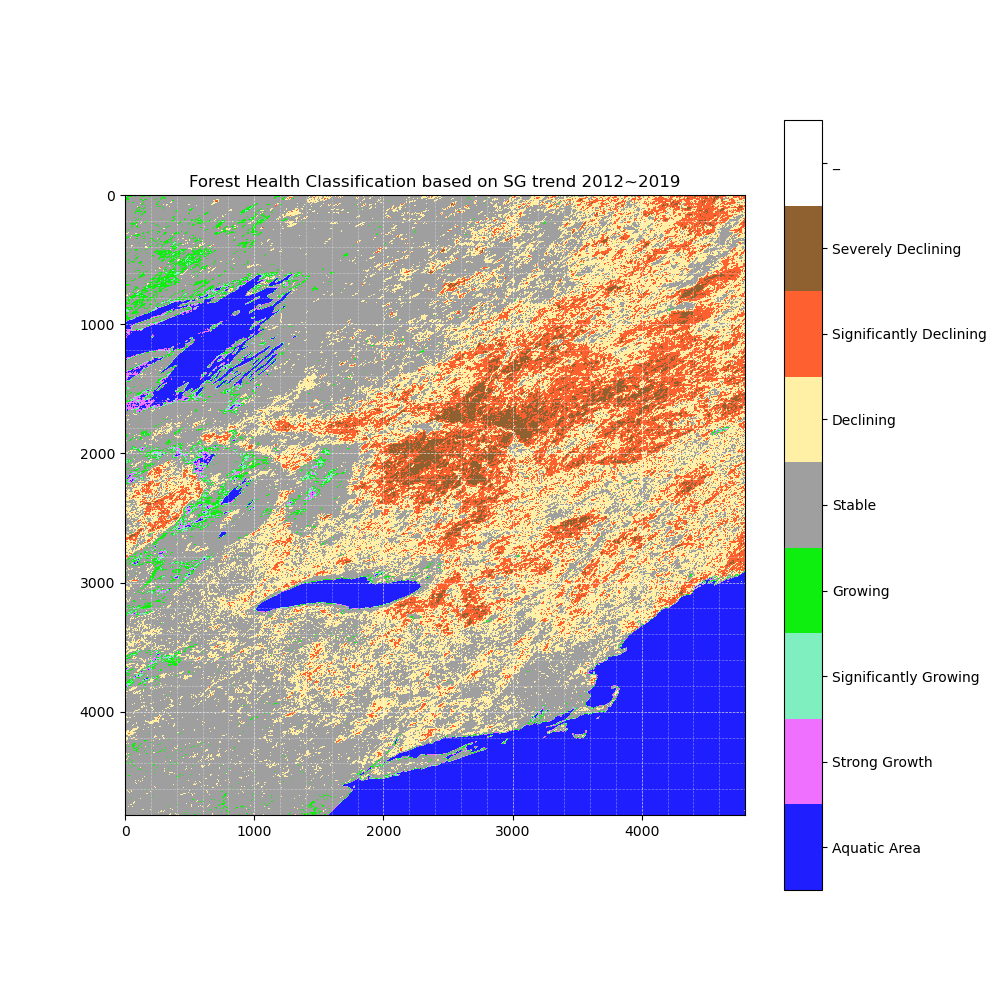 Forest Health Classification based on SG trend 2012~2019
0
1000
2000
3000
4000
0
1000
2000
3000
4000
_
Severely Declining
Significantly Declining
Declining
Stable
Growing
Significantly Growing
Strong Growth
Aquatic Area